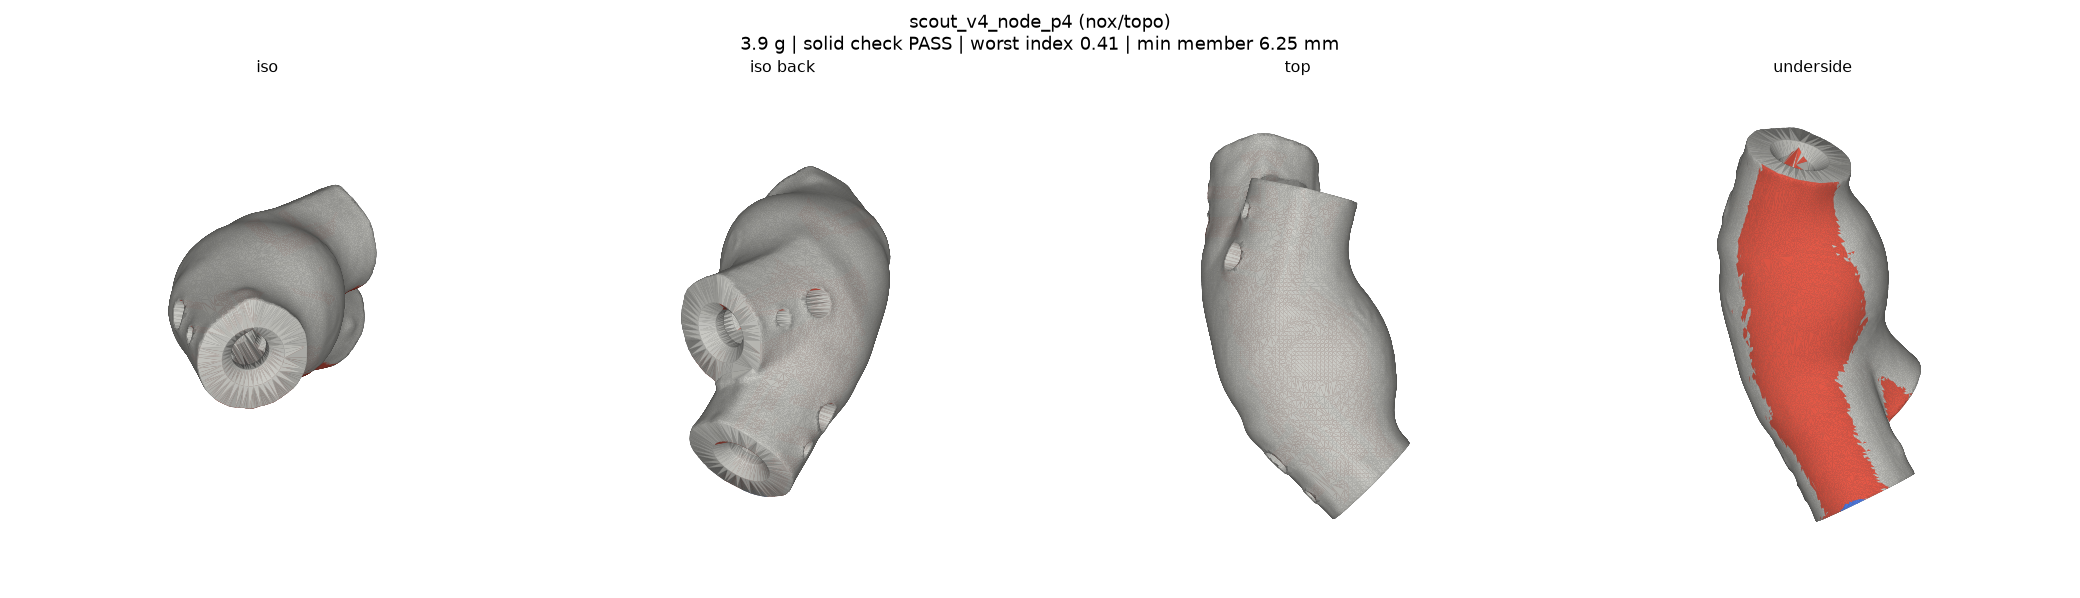 scout_v4_node_p4 (nox/topo)
3.9 g | solid check PASS | worst index 0.41 | min member 6.25 mm
iso
iso back
top
underside